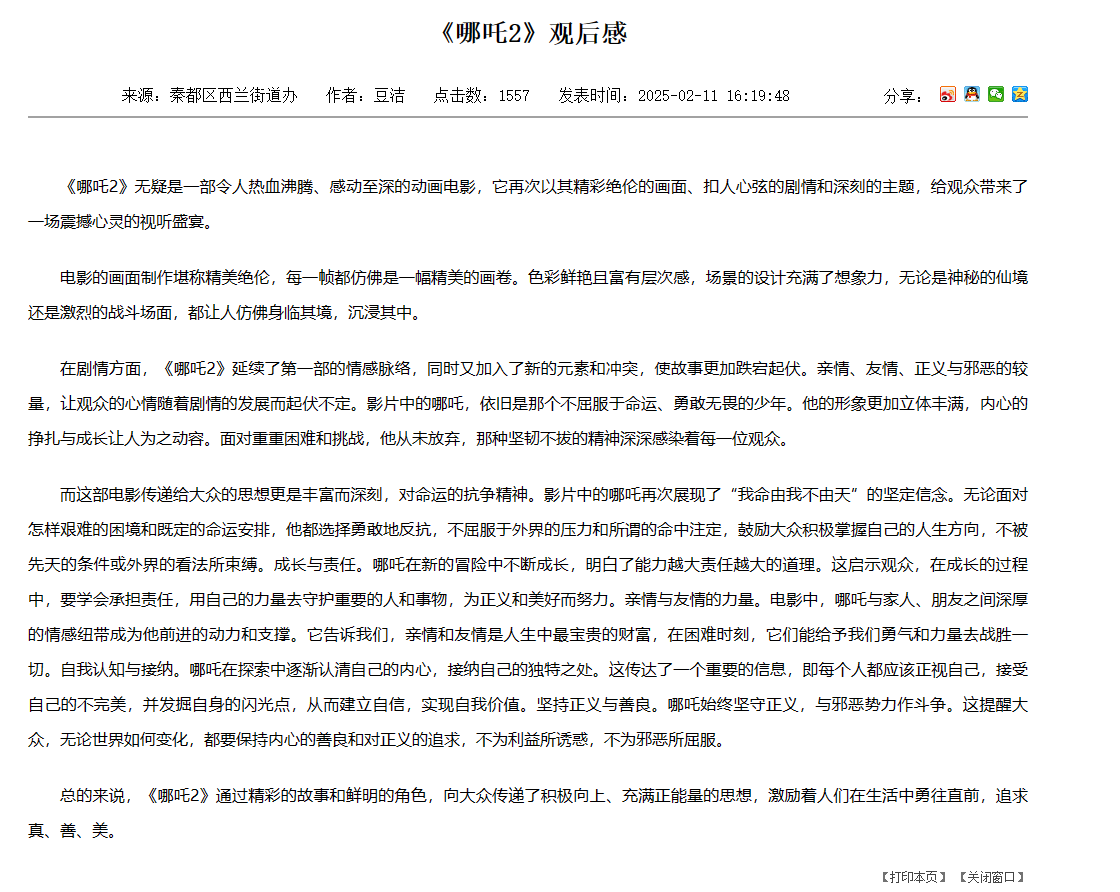 《哪吒2》观后感
来源：秦都区西兰街道办 作者：豆洁 点击数：1557 发表时间：2025-02-11 16:19:48 分享：
《哪吒2》无疑是一部令人热血沸腾、感动至深的动画电影，它再次以其精彩绝伦的画面、扣人心弦的剧情和深刻的主题，给观众带来了
一场震撼心灵的视听盛宴。
电影的画面制作堪称精美绝伦，每一帧都仿佛是一幅精美的画卷。色彩鲜艳且富有层次感，场景的设计充满了想象力，无论是神秘的仙境
还是激烈的战斗场面，都让人仿佛身临其境，沉浸其中。
在剧情方面，《哪吒2》延续了第一部的情感脉络，同时又加入了新的元素和冲突，使故事更加跌宕起伏。亲情、友情、正义与邪恶的较
量，让观众的心情随着剧情的发展而起伏不定。影片中的哪吒，依旧是那个不屈服于命运、勇敢无畏的少年。他的形象更加立体丰满，内心的
挣扎与成长让人为之动容。面对重重困难和挑战，他从未放弃，那种坚韧不拔的精神深深感染着每一位观众。
而这部电影传递给大众的思想更是丰富而深刻，对命运的抗争精神。影片中的哪吒再次展现了“我命由我不由天”的坚定信念。无论面对
怎样艰难的困境和既定的命运安排，他都选择勇敢地反抗，不屈服于外界的压力和所谓的命中注定，鼓励大众积极掌握自己的人生方向，不被
先天的条件或外界的看法所束缚。成长与责任。哪吒在新的冒险中不断成长，明白了能力越大责任越大的道理。这启示观众，在成长的过程
中，要学会承担责任，用自己的力量去守护重要的人和事物，为正义和美好而努力。亲情与友情的力量。电影中，哪吒与家人、朋友之间深厚
的情感纽带成为他前进的动力和支撑。它告诉我们，亲情和友情是人生中最宝贵的财富，在困难时刻，它们能给予我们勇气和力量去战胜一
切。自我认知与接纳。哪吒在探索中逐渐认清自己的内心，接纳自己的独特之处。这传达了一个重要的信息，即每个人都应该正视自己，接受
自己的不完美，并发掘自身的闪光点，从而建立自信，实现自我价值。坚持正义与善良。哪吒始终坚守正义，与邪恶势力作斗争。这提醒大
众，无论世界如何变化，都要保持内心的善良和对正义的追求，不为利益所诱惑，不为邪恶所屈服。
总的来说，《哪吒2》通过精彩的故事和鲜明的角色，向大众传递了积极向上、充满正能量的思想，激励着人们在生活中勇往直前，追求
真、善、美。
【打印本页】 【关闭窗口】